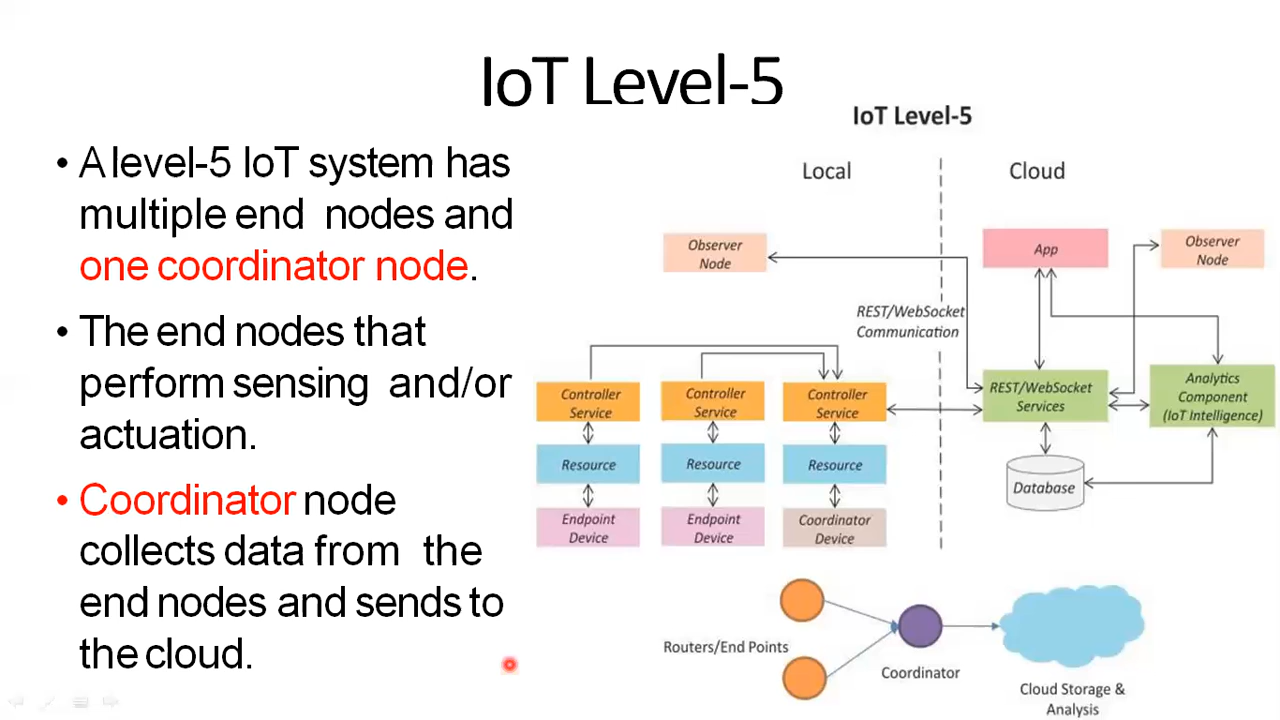 IoT Level-5
• A level-5 IoT system has
multiple end nodes and
one coordinator node.
• The end nodes that
perform sensing and/or
actuation.
• Coordinator node
collects data from the
end nodes and sends to
the cloud.
IoT Level-5
Local
Cloud
Observer
Node
App
Observer
Node
REST/WebSocket
Communication
Controller
Service
Controller
Service
Controller
Service
REST/WebSocket
Services
Analytics
Component
(IoT Intelligence)
Resource
Resource
Resource
Database
Endpoint
Device
Endpoint
Device
Coordinator
Device
Routers/End Points
Coordinator
Cloud Storage &
Analysis